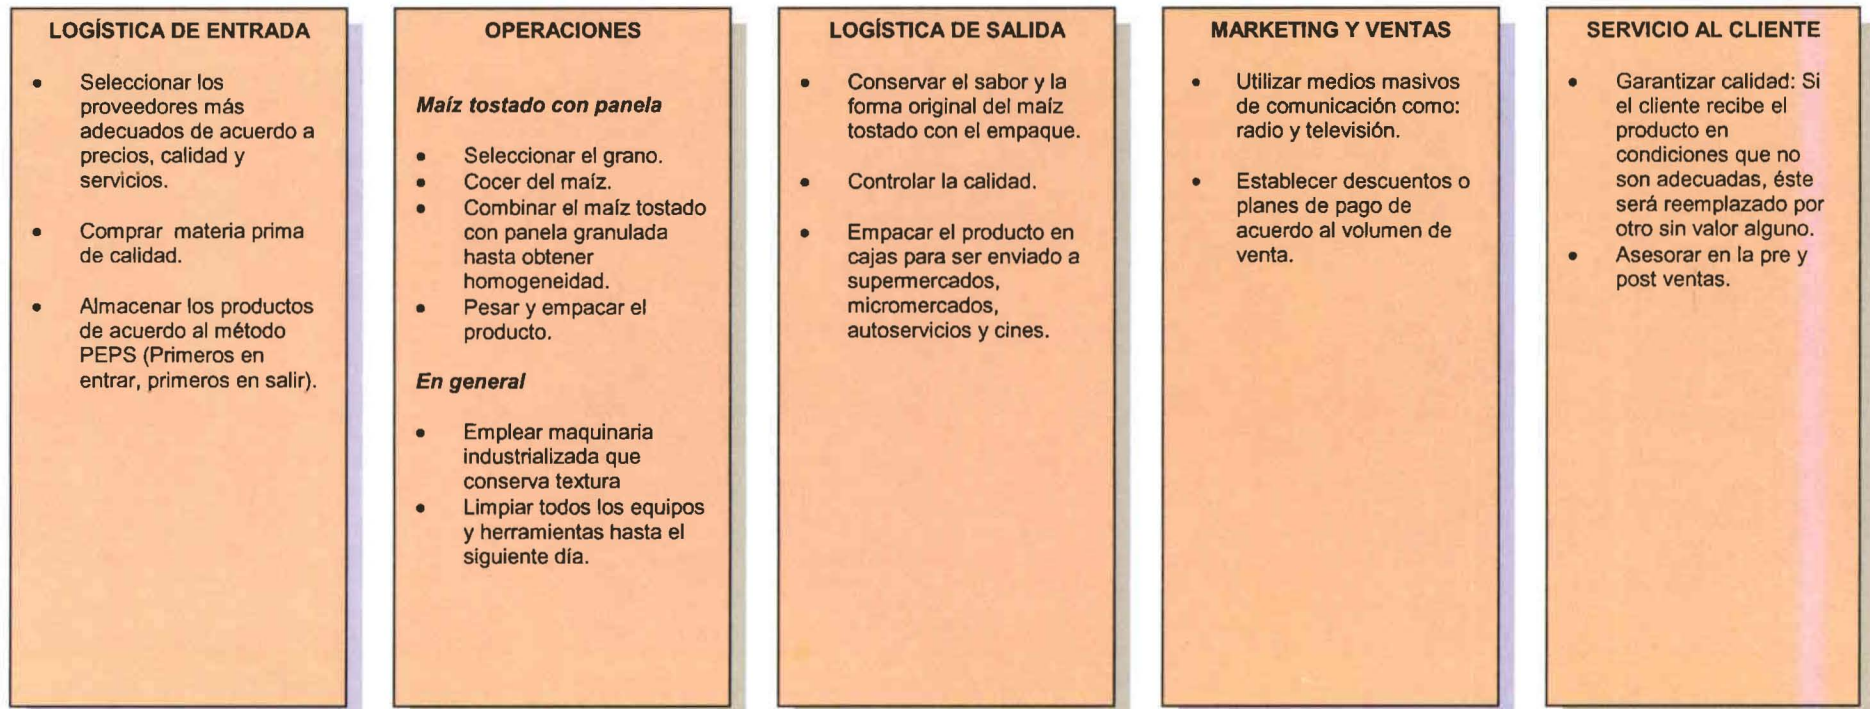 LOGÍSTICA DE ENTRADA
• Seleccionar los
proveedores más
adecuados de acuerdo a
precios, calidad y
servicios.
• Comprar materia prima
de calidad.
• Almacenar los productos
de acuerdo al método
PEPS (Primeros en
entrar, primeros en salir).
OPERACIONES
Maíz tostado con panela
• Seleccionar el grano.
• Cocer del maíz.
• Combinar el maíz tostado
con panela granulada
hasta obtener
homogeneidad.
• Pesar y empacar el
producto.
En general
• Emplear maquinaria
industrializada que
conserva textura
• Limpiar todos los equipos
y herramientas hasta el
siguiente día.
LOGÍSTICA DE SALIDA
• Conservar el sabor y la
forma original del maíz
tostado con el empaque.
• Controlar la calidad.
• Empacar el producto en
cajas para ser enviado a
supermercados,
micromercados,
autoservicios y cines.
MARKETING Y VENTAS
• Utilizar medios masivos
de comunicación como:
radio y televisión.
• Establecer descuentos o
planes de pago de
acuerdo al volumen de
venta.
SERVICIO AL CLIENTE
• Garantizar calidad: Si
el cliente recibe el
producto en
condiciones que no
son adecuadas, éste
será reemplazado por
otro sin valor alguno.
• Asesorar en la pre y
post ventas.